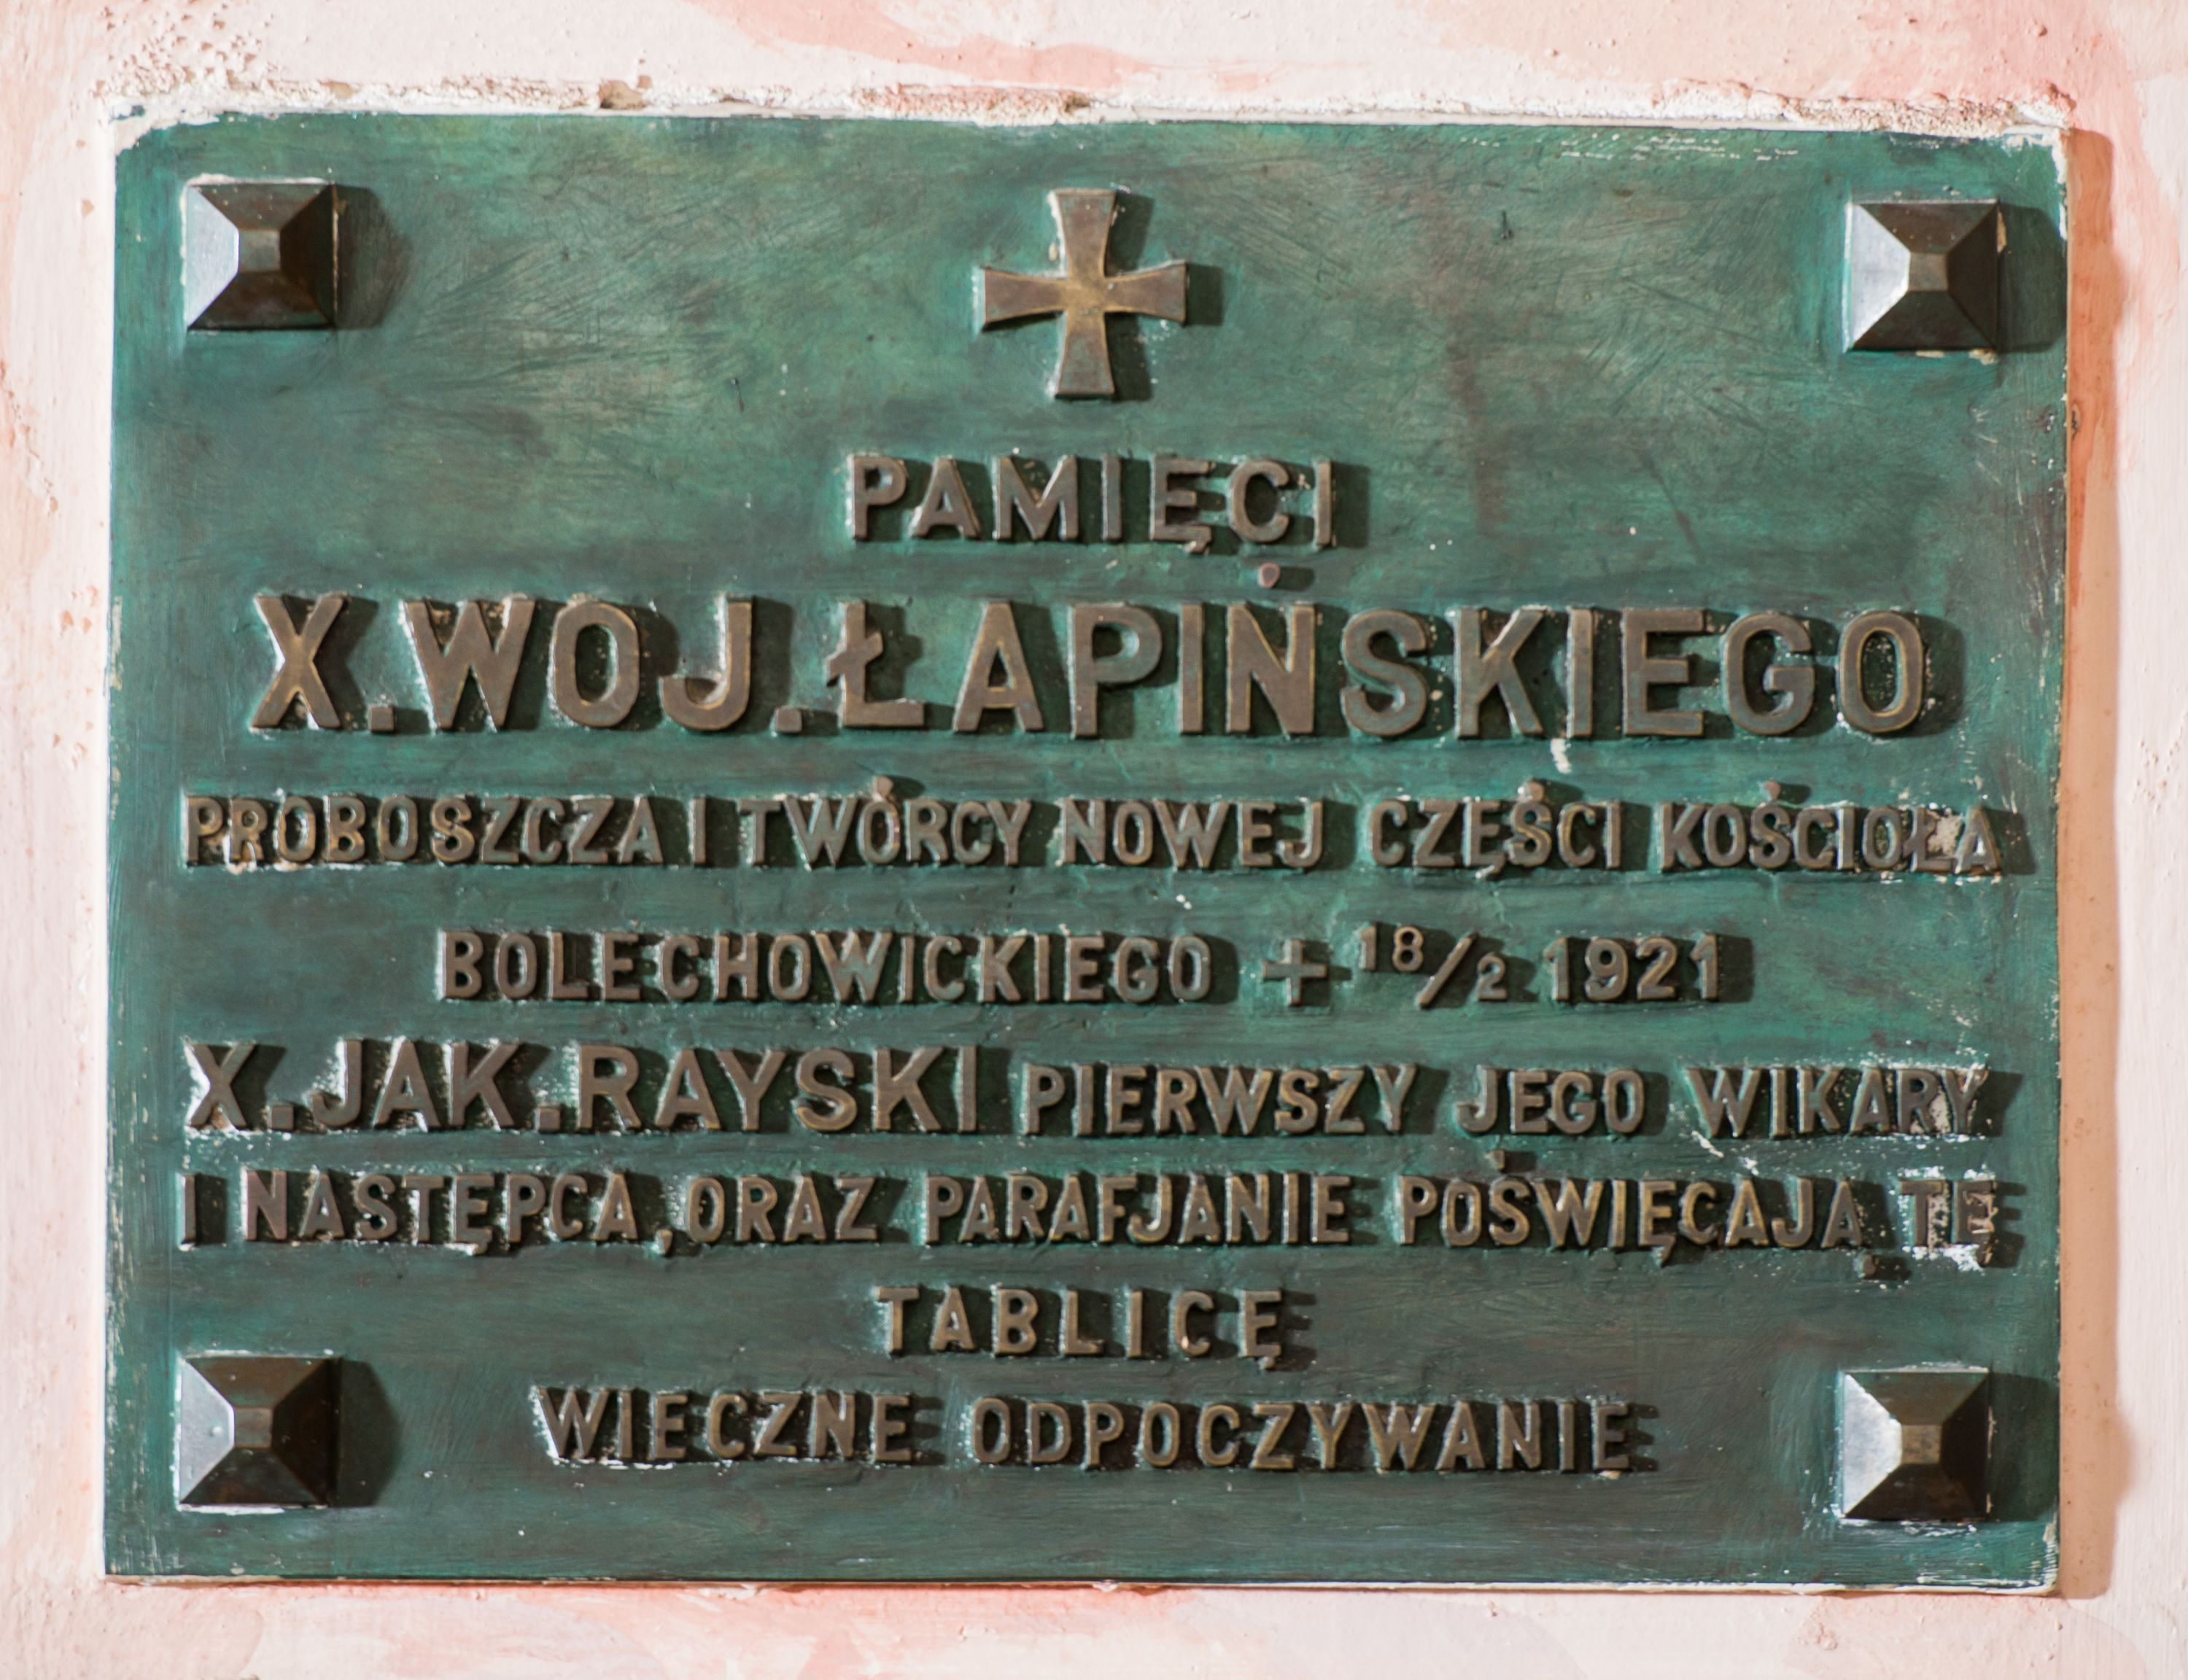 PAMIĘCI
X. WOJ. ŁAPIŃSKIEGO
PROBOSZCZA I TWÓRCY NOWEJ CZĘŚCI KOŚCIOŁA
BOLECHOWICKIEGO + 18/2 1921
X. JAK. RAYSKI PIERWSZY JEGO WIKARY
I NASTĘPCA, ORAZ PARAFJANIE POŚWIĘCAJĄ TĘ
TABLICĘ
WIECZNE ODPOCZYWANIE